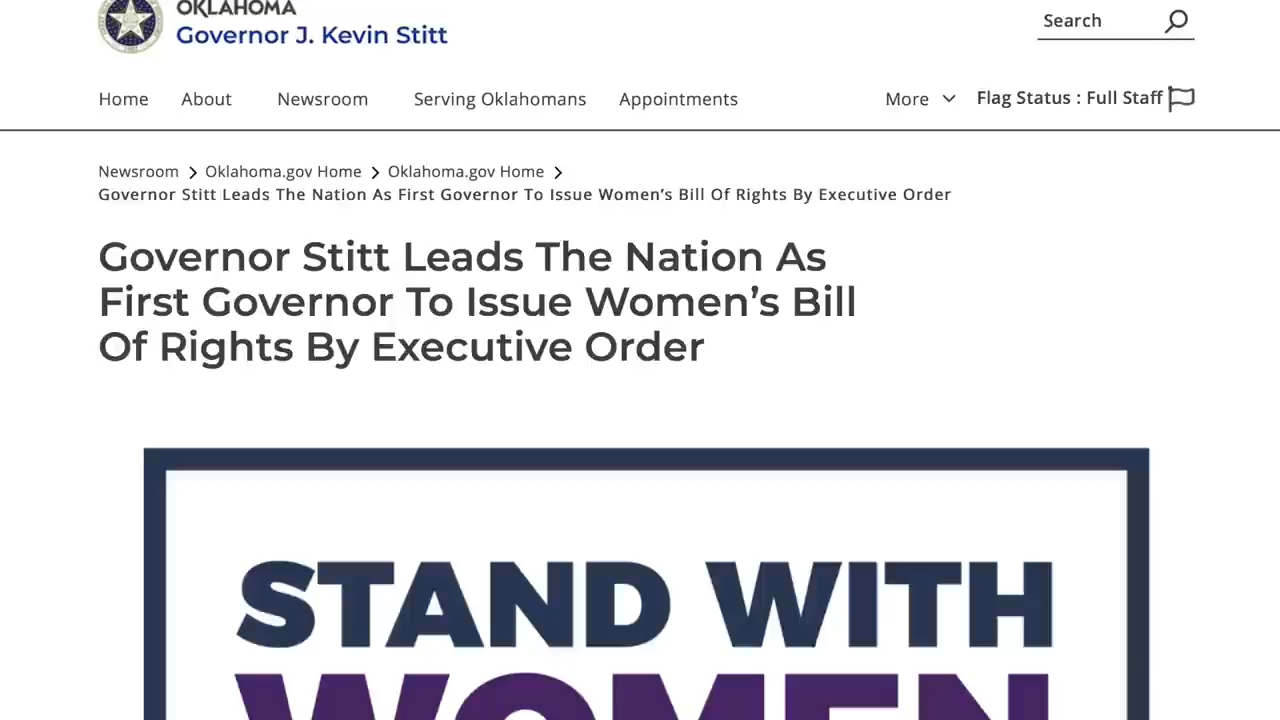 OKLAHOMA
Governor J. Kevin Stitt
Search
Home About Newsroom Serving Oklahomans Appointments More Flag Status : Full Staff
Newsroom > Oklahoma.gov Home > Oklahoma.gov Home >
Governor Stitt Leads The Nation As First Governor To Issue Women’s Bill Of Rights By Executive Order
Governor Stitt Leads The Nation As
First Governor To Issue Women’s Bill
Of Rights By Executive Order
STAND WITH
WOMEN